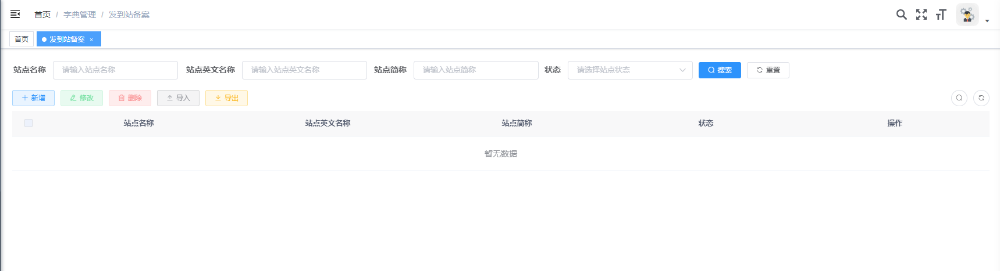 首页 / 字典管理 / 发到站备案
首页 发到站备案 ×
站点名称 请输入站点名称 站点英文名称 请输入站点英文名称 站点简称 请输入站点简称 状态 请选择站点状态 搜索 重置
新增 修改 删除 导入 导出
站点名称 站点英文名称 站点简称 状态 操作
暂无数据